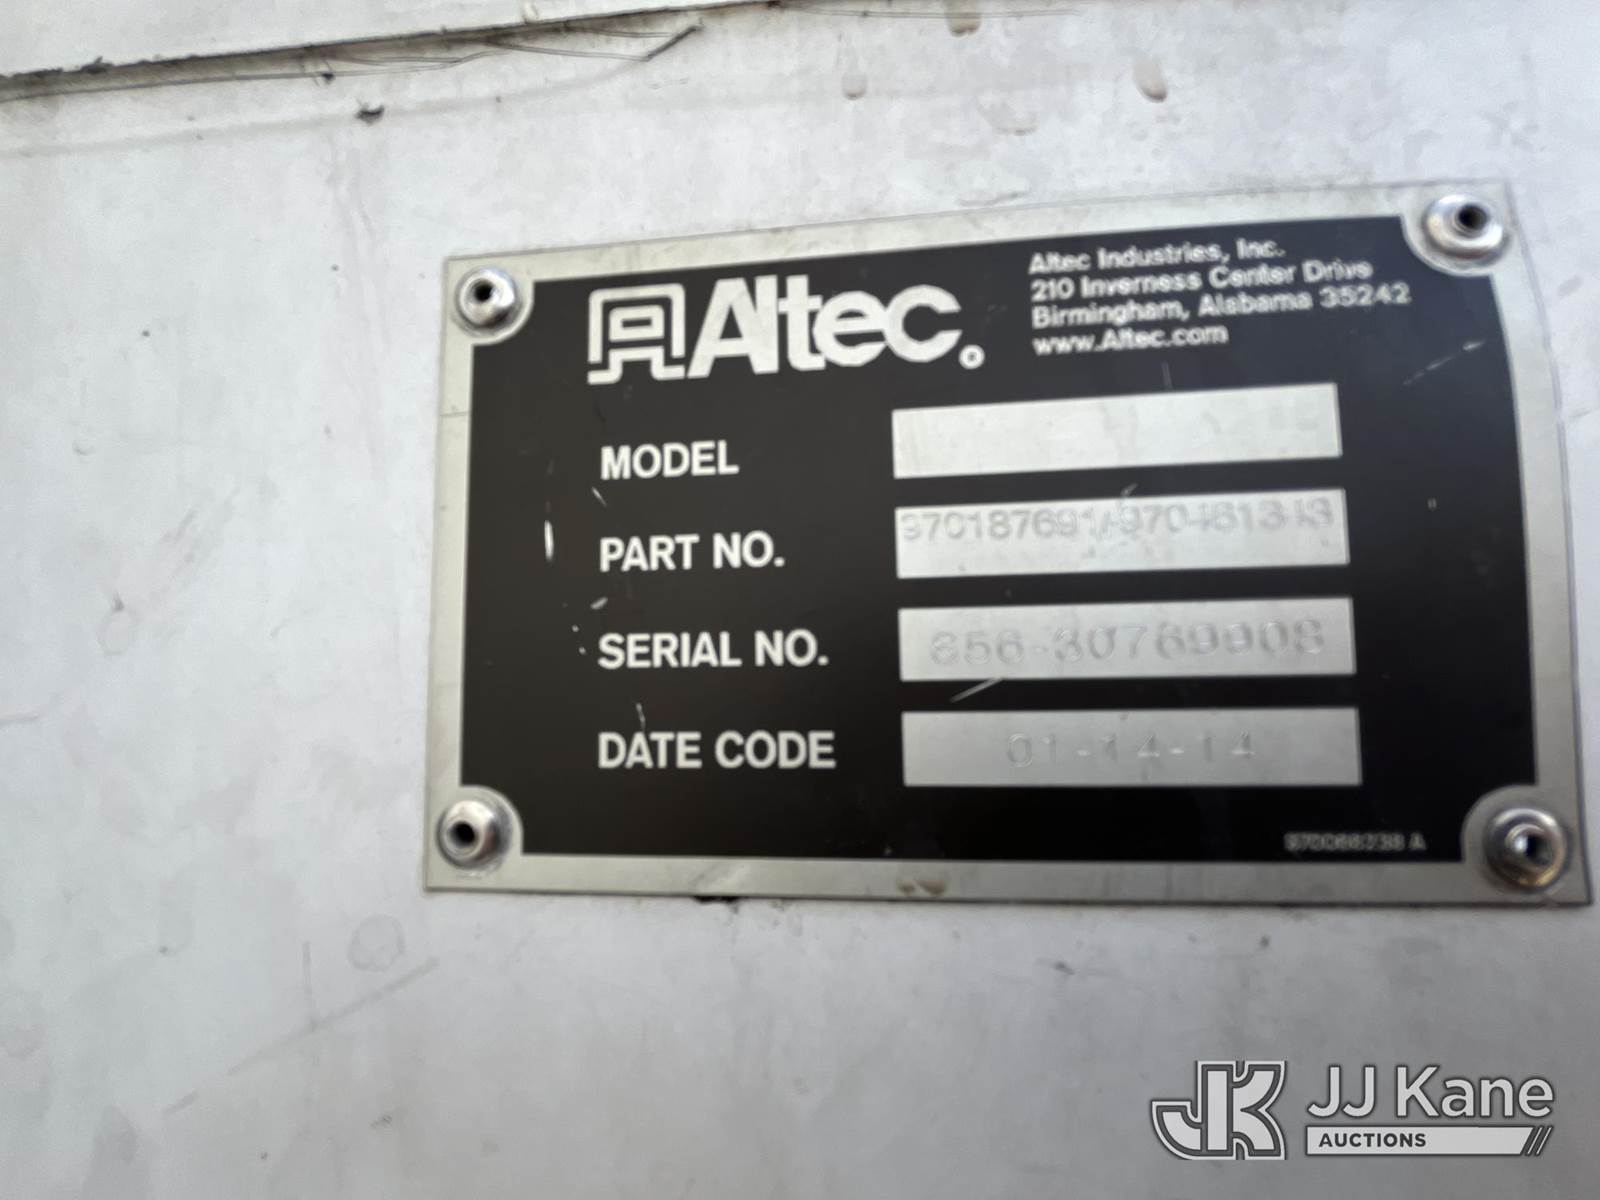 Altec.
Altec Industries, Inc.
210 Inverness Center Drive
Birmingham, Alabama 35242
www.Altec.com
MODEL
PART NO.
SERIAL NO.
DATE CODE 01-14-14
JJ Kane
AUCTIONS